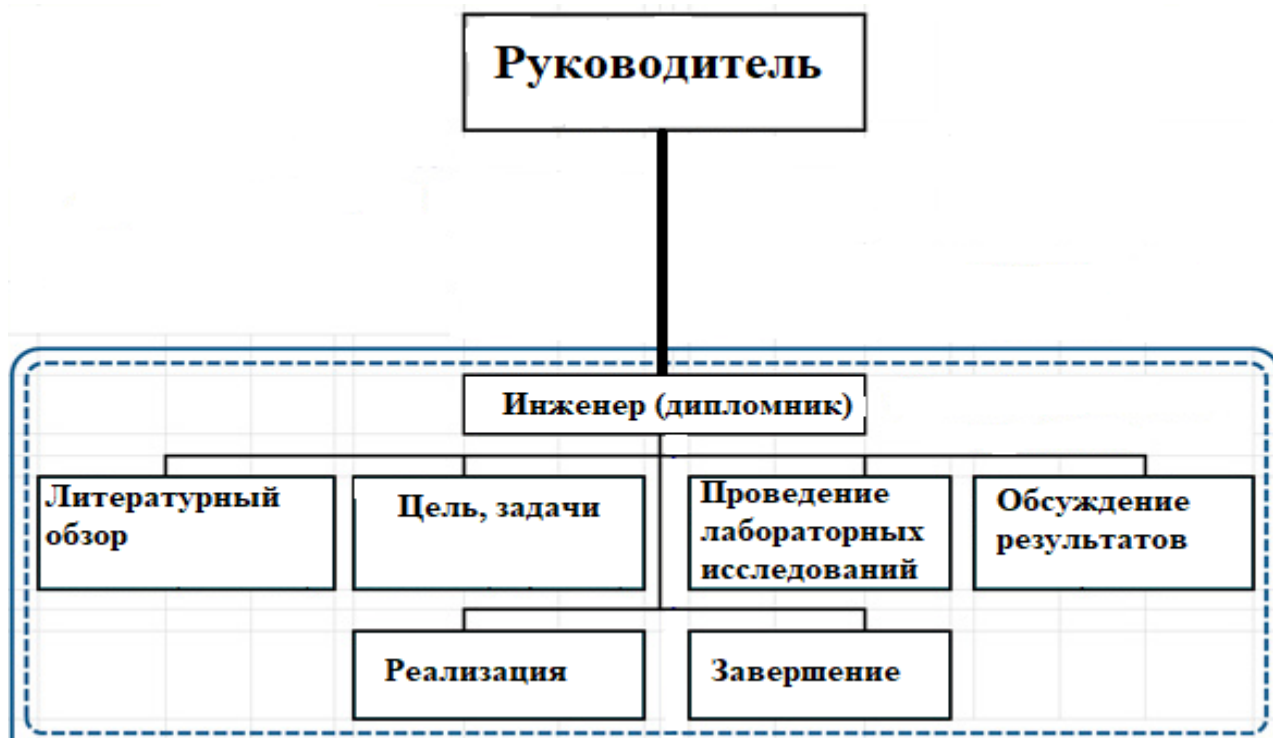 Руководитель
Инженер (дипломник)
Литературный
обзор
Цель, задачи
Проведение
лабораторных
исследований
Обсуждение
результатов
Реализация
Завершение